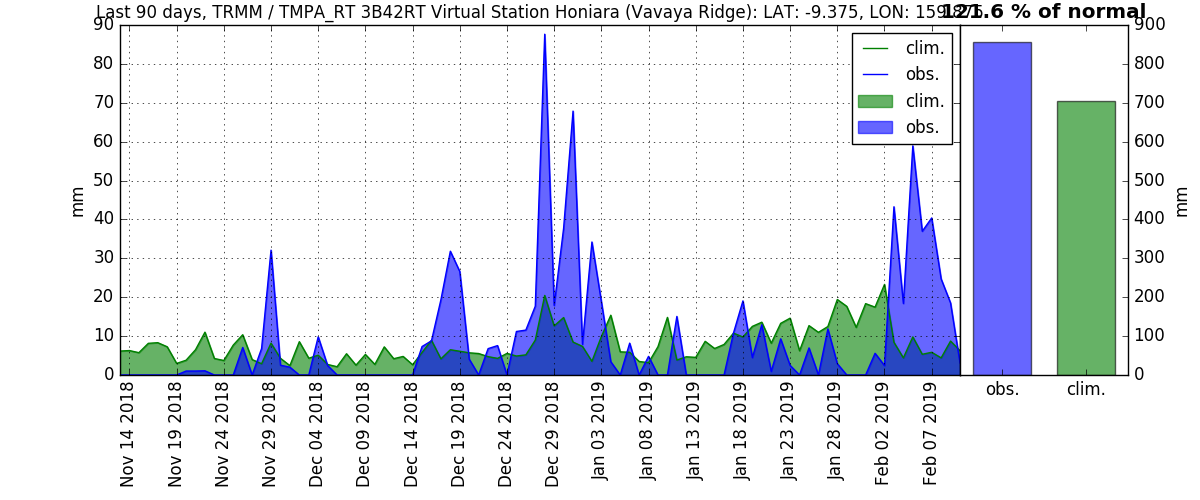 Last 90 days, TRMM / TMPA_RT 3B42RT Virtual Station Honiara (Vavaya Ridge): LAT: -9.375, LON:
121.6 % of normal
90
80
70
60
50
40
30
20
10
0
mm
clim.
obs.
clim.
obs.
900
800
700
600
500
400
300
200
100
0
mm
Nov 14 2018
Nov 19 2018
Nov 24 2018
Nov 29 2018
Dec 04 2018
Dec 09 2018
Dec 14 2018
Dec 19 2018
Dec 24 2018
Dec 29 2018
Jan 03 2019
Jan 08 2019
Jan 13 2019
Jan 18 2019
Jan 23 2019
Jan 28 2019
Feb 02 2019
Feb 07 2019
obs.
clim.